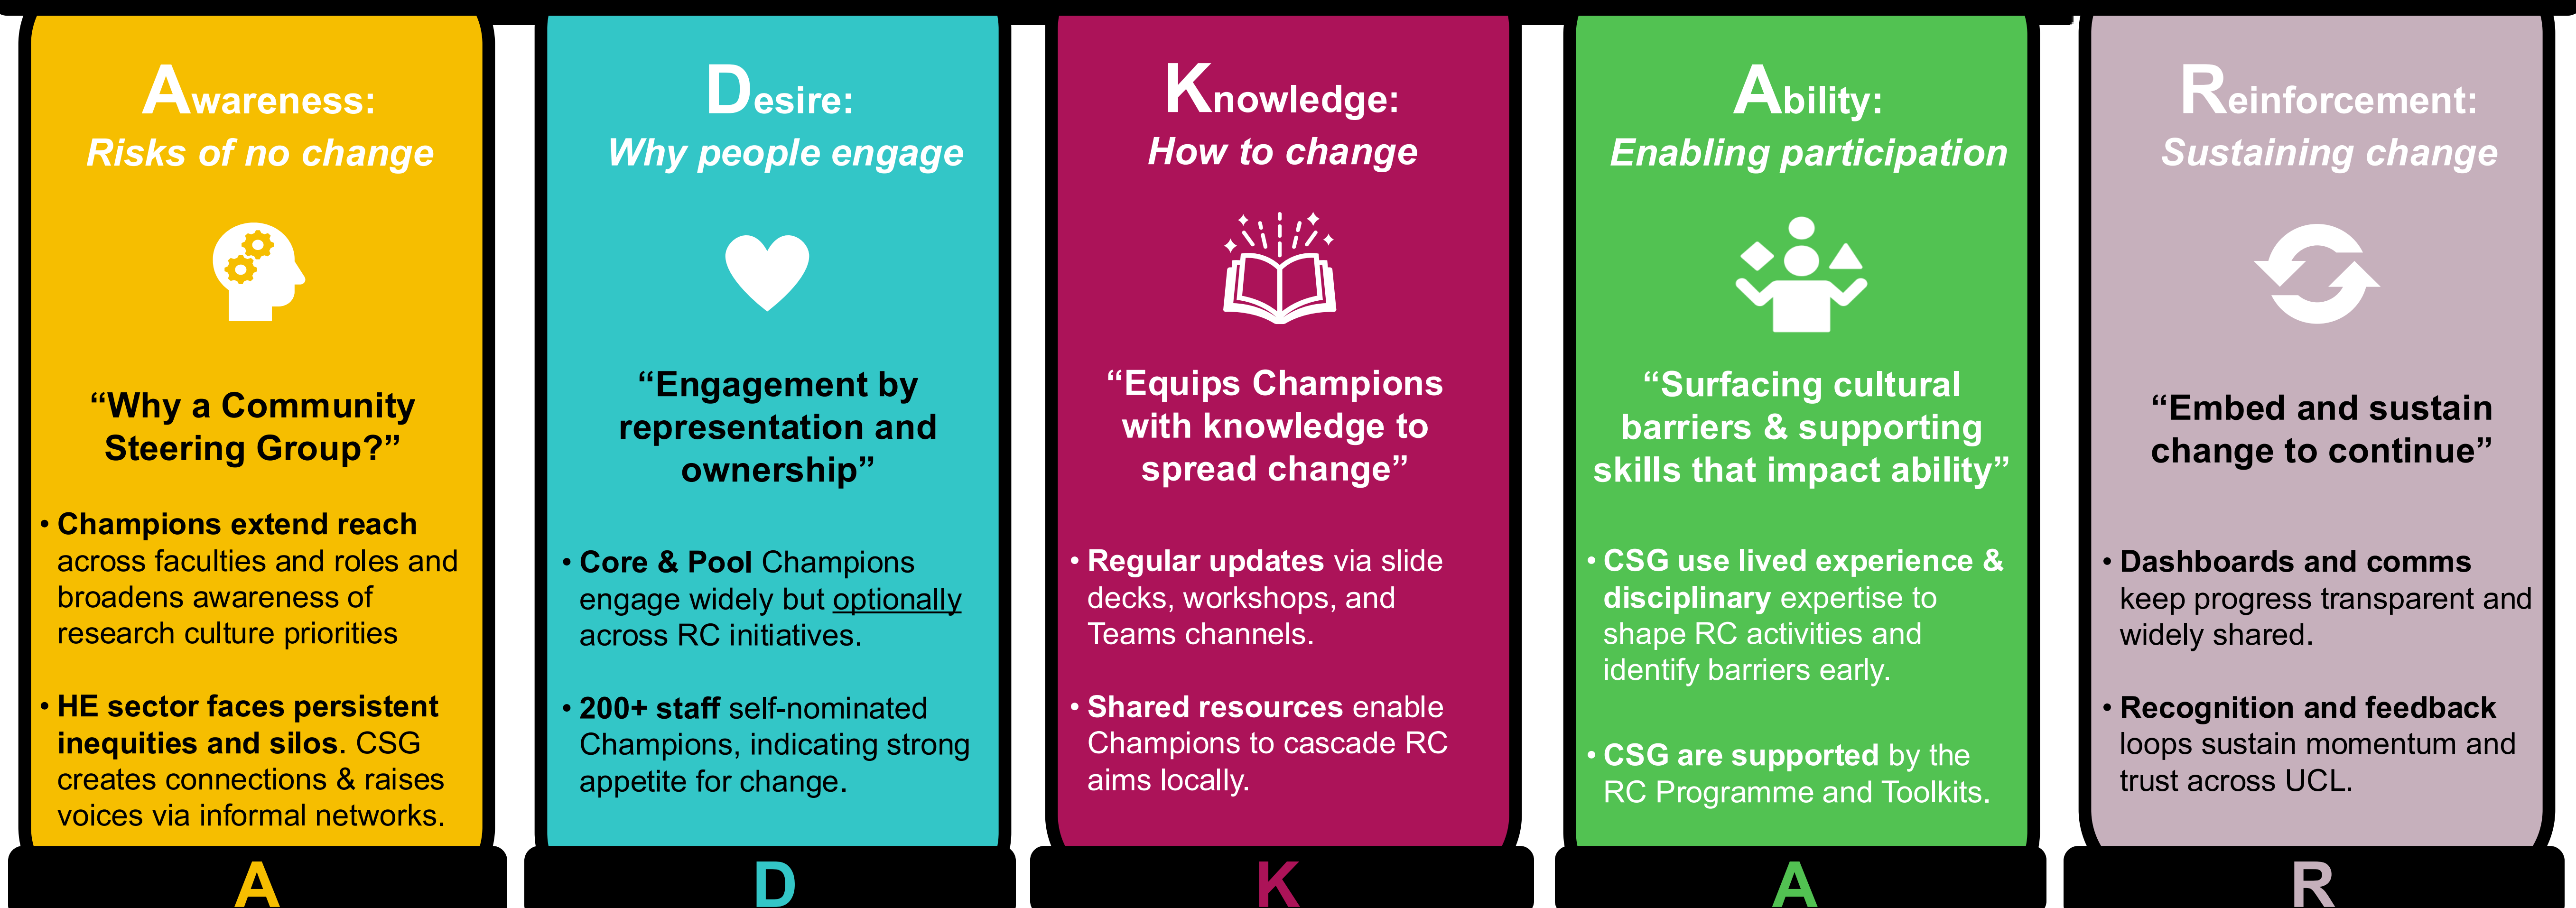 Awareness:
Risks of no change
“Why a Community
Steering Group?”
• Champions extend reach
across faculties and roles and
broadens awareness of
research culture priorities
• HE sector faces persistent
inequities and silos. CSG
creates connections & raises
voices via informal networks.
A
Desire:
Why people engage
“Engagement by
representation and
ownership”
• Core & Pool Champions
engage widely but optionally
across RC initiatives.
• 200+ staff self-nominated
Champions, indicating strong
appetite for change.
D
Knowledge:
How to change
“Equips Champions
with knowledge to
spread change”
• Regular updates via slide
decks, workshops, and
Teams channels.
• Shared resources enable
Champions to cascade RC
aims locally.
K
Ability:
Enabling participation
“Surfacing cultural
barriers & supporting
skills that impact ability”
• CSG use lived experience &
disciplinary expertise to
shape RC activities and
identify barriers early.
• CSG are supported by the
RC Programme and Toolkits.
A
Reinforcement:
Sustaining change
“Embed and sustain
change to continue”
• Dashboards and comms
keep progress transparent and
widely shared.
• Recognition and feedback
loops sustain momentum and
trust across UCL.
R